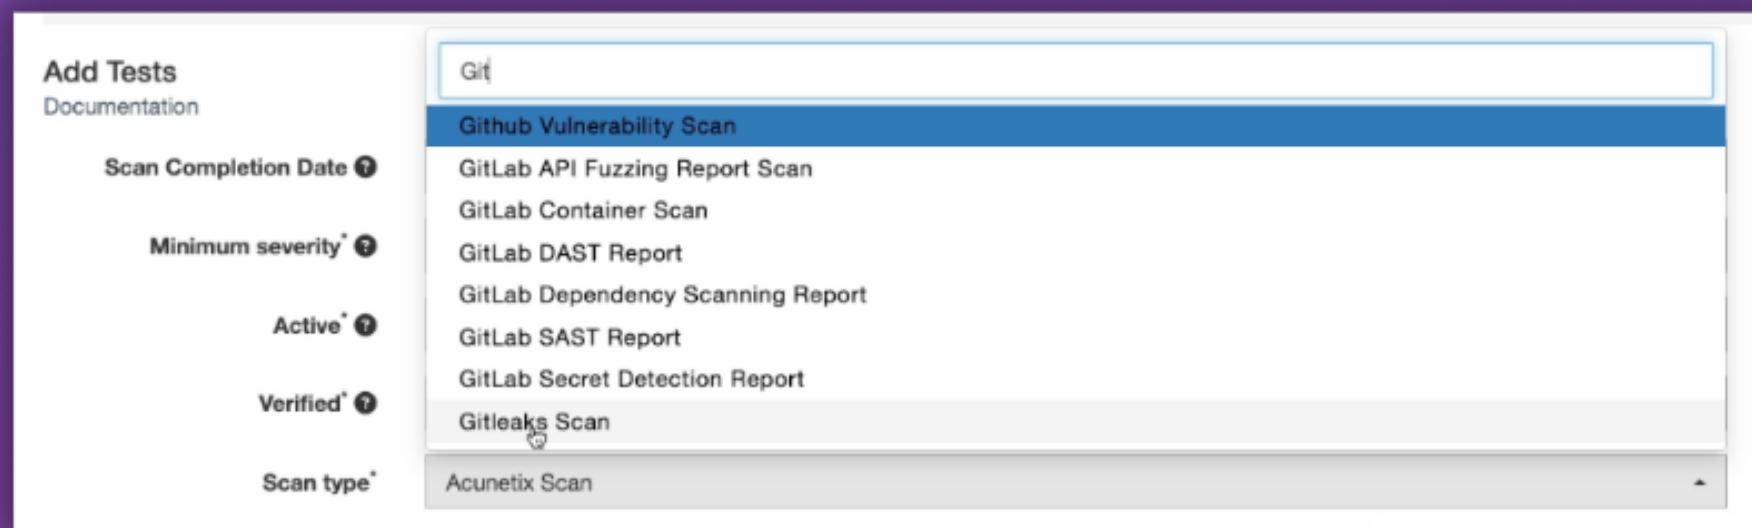 Add Tests
Documentation
Git
Github Vulnerability Scan
GitLab API Fuzzing Report Scan
GitLab Container Scan
GitLab DAST Report
GitLab Dependency Scanning Report
GitLab SAST Report
GitLab Secret Detection Report
Gitleaks Scan
Scan Completion Date ?
Minimum severity* ?
Active* ?
Verified* ?
Scan type*
Acunetix Scan